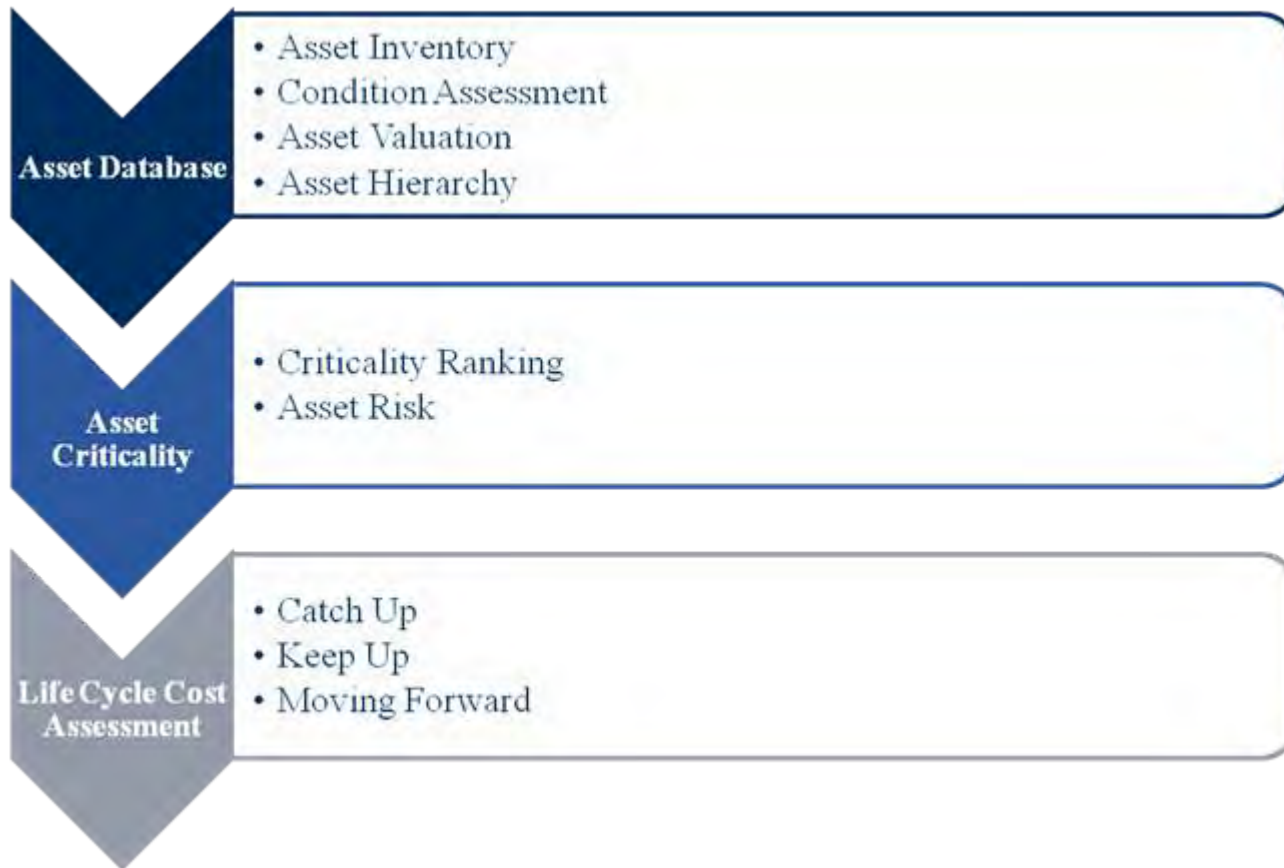 Asset Database
• Asset Inventory
• Condition Assessment
• Asset Valuation
• Asset Hierarchy
Asset
Criticality
• Criticality Ranking
• Asset Risk
Life Cycle Cost
Assessment
• Catch Up
• Keep Up
• Moving Forward